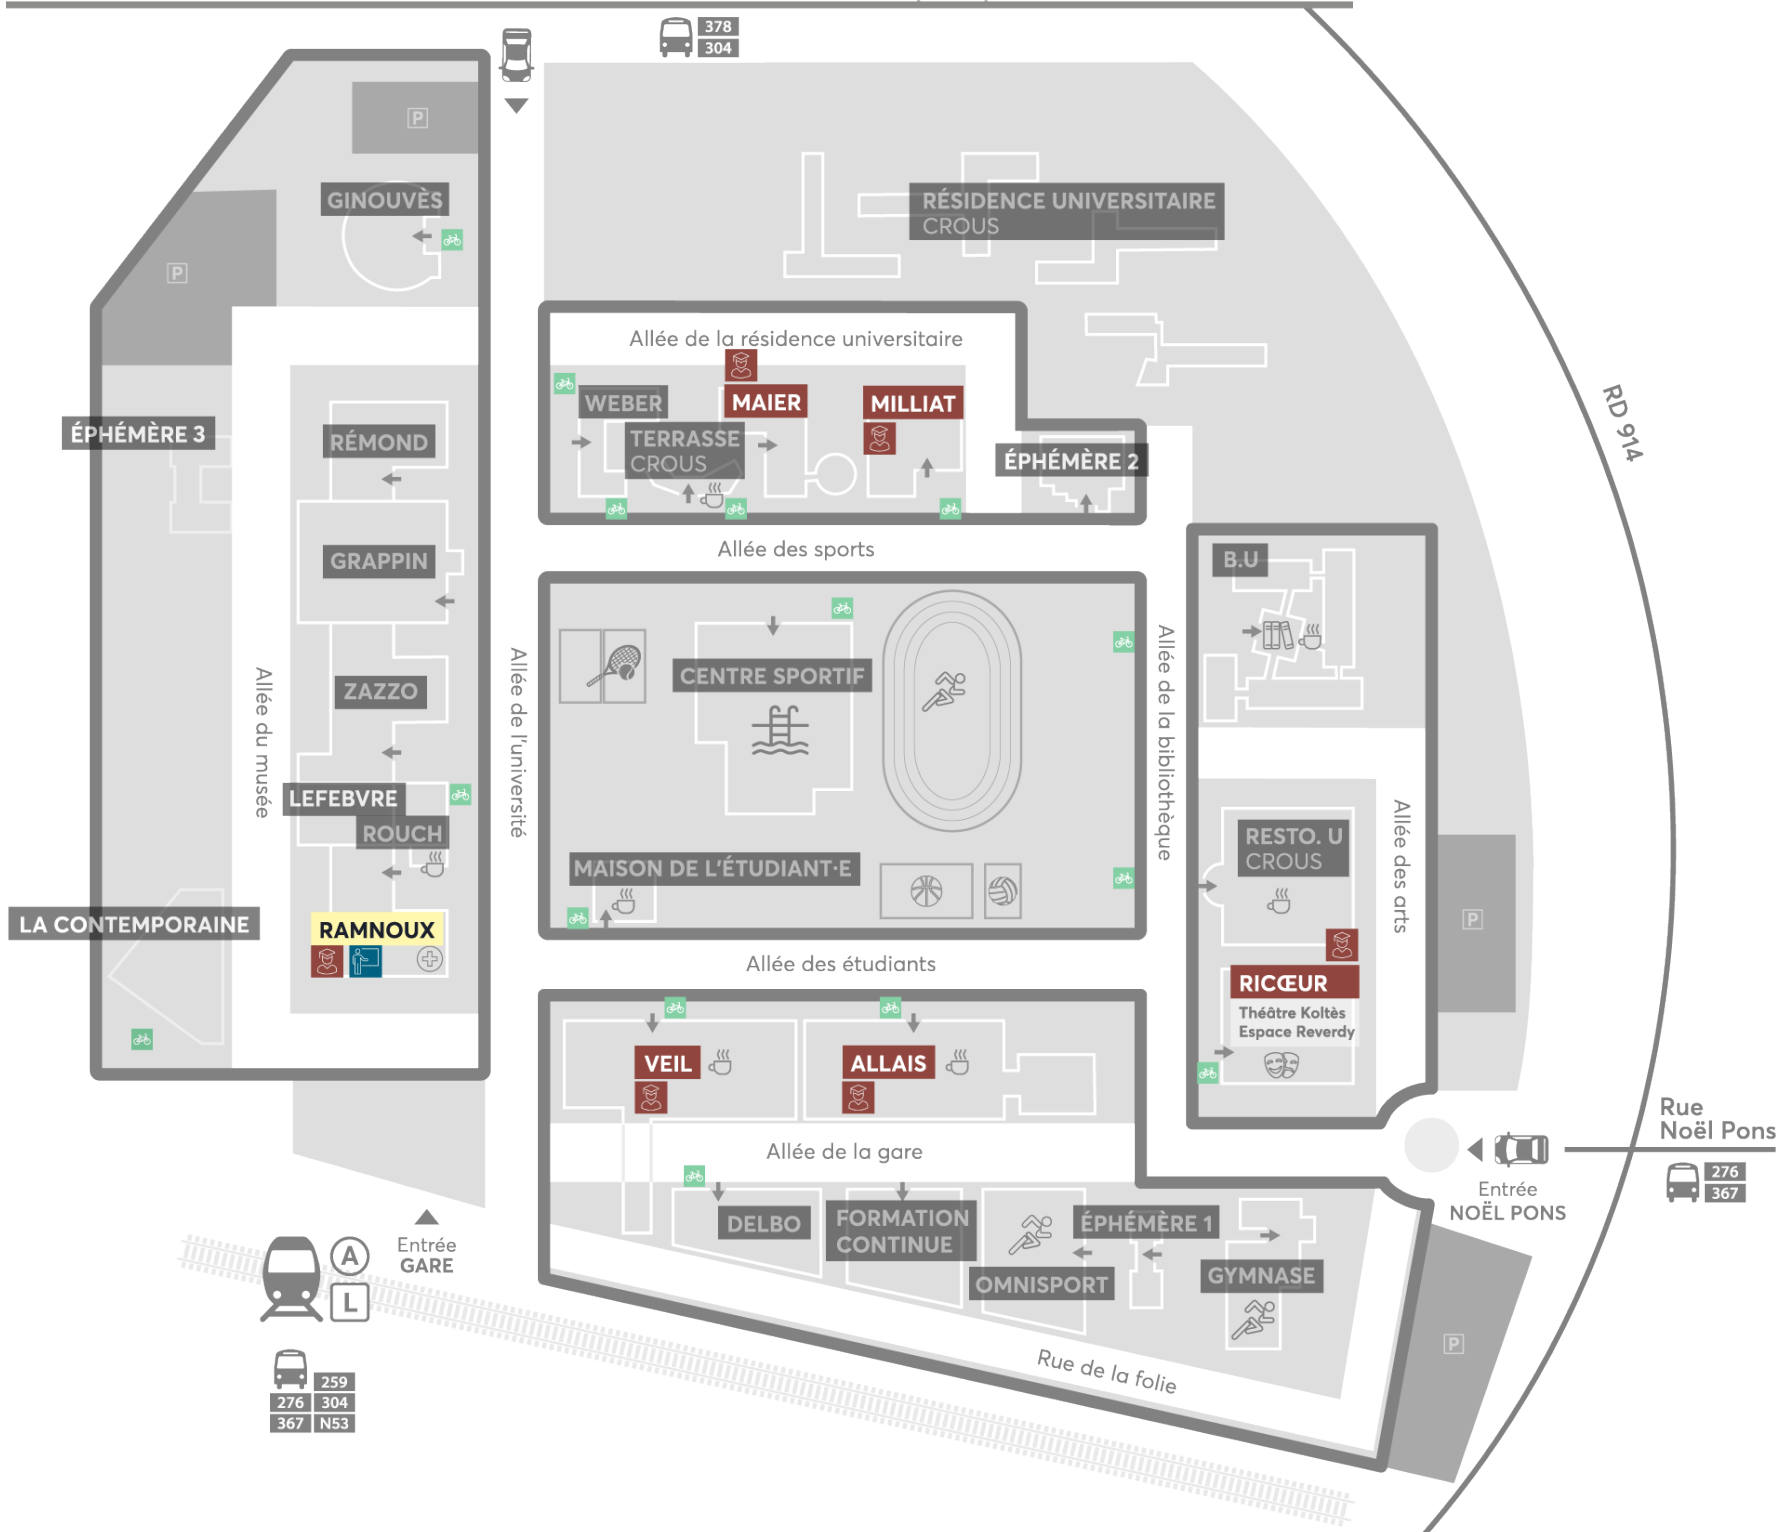 378
304
P
GINOUVÈS
RÉSIDENCE UNIVERSITAIRE
CROUS
P
Allée de la résidence universitaire
WEBER
MAIER
MILLIAT
TERRASSE
CROUS
ÉPHÉMÈRE 3
RÉMOND
ÉPHÉMÈRE 2
RD 914
Allée des sports
GRAPPIN
B.U
CENTRE SPORTIF
ZAZZO
Allée du musée
Allée de l'université
Allée de la bibliothèque
LEFEBVRE
ROUCH
RESTO. U
CROUS
Allée des arts
MAISON DE L'ÉTUDIANT·E
LA CONTEMPORAINE
RAMNOUX
P
Allée des étudiants
RICŒUR
Théâtre Koltès
Espace Reverdy
VEIL
ALLAIS
Rue
Noël Pons
Allée de la gare
276
367
Entrée
NOËL PONS
DELBO
FORMATION
CONTINUE
ÉPHÉMÈRE 1
OMNISPORT
GYMNASE
Entrée
GARE
A
L
P
Rue de la folie
259
276 304
367 N53